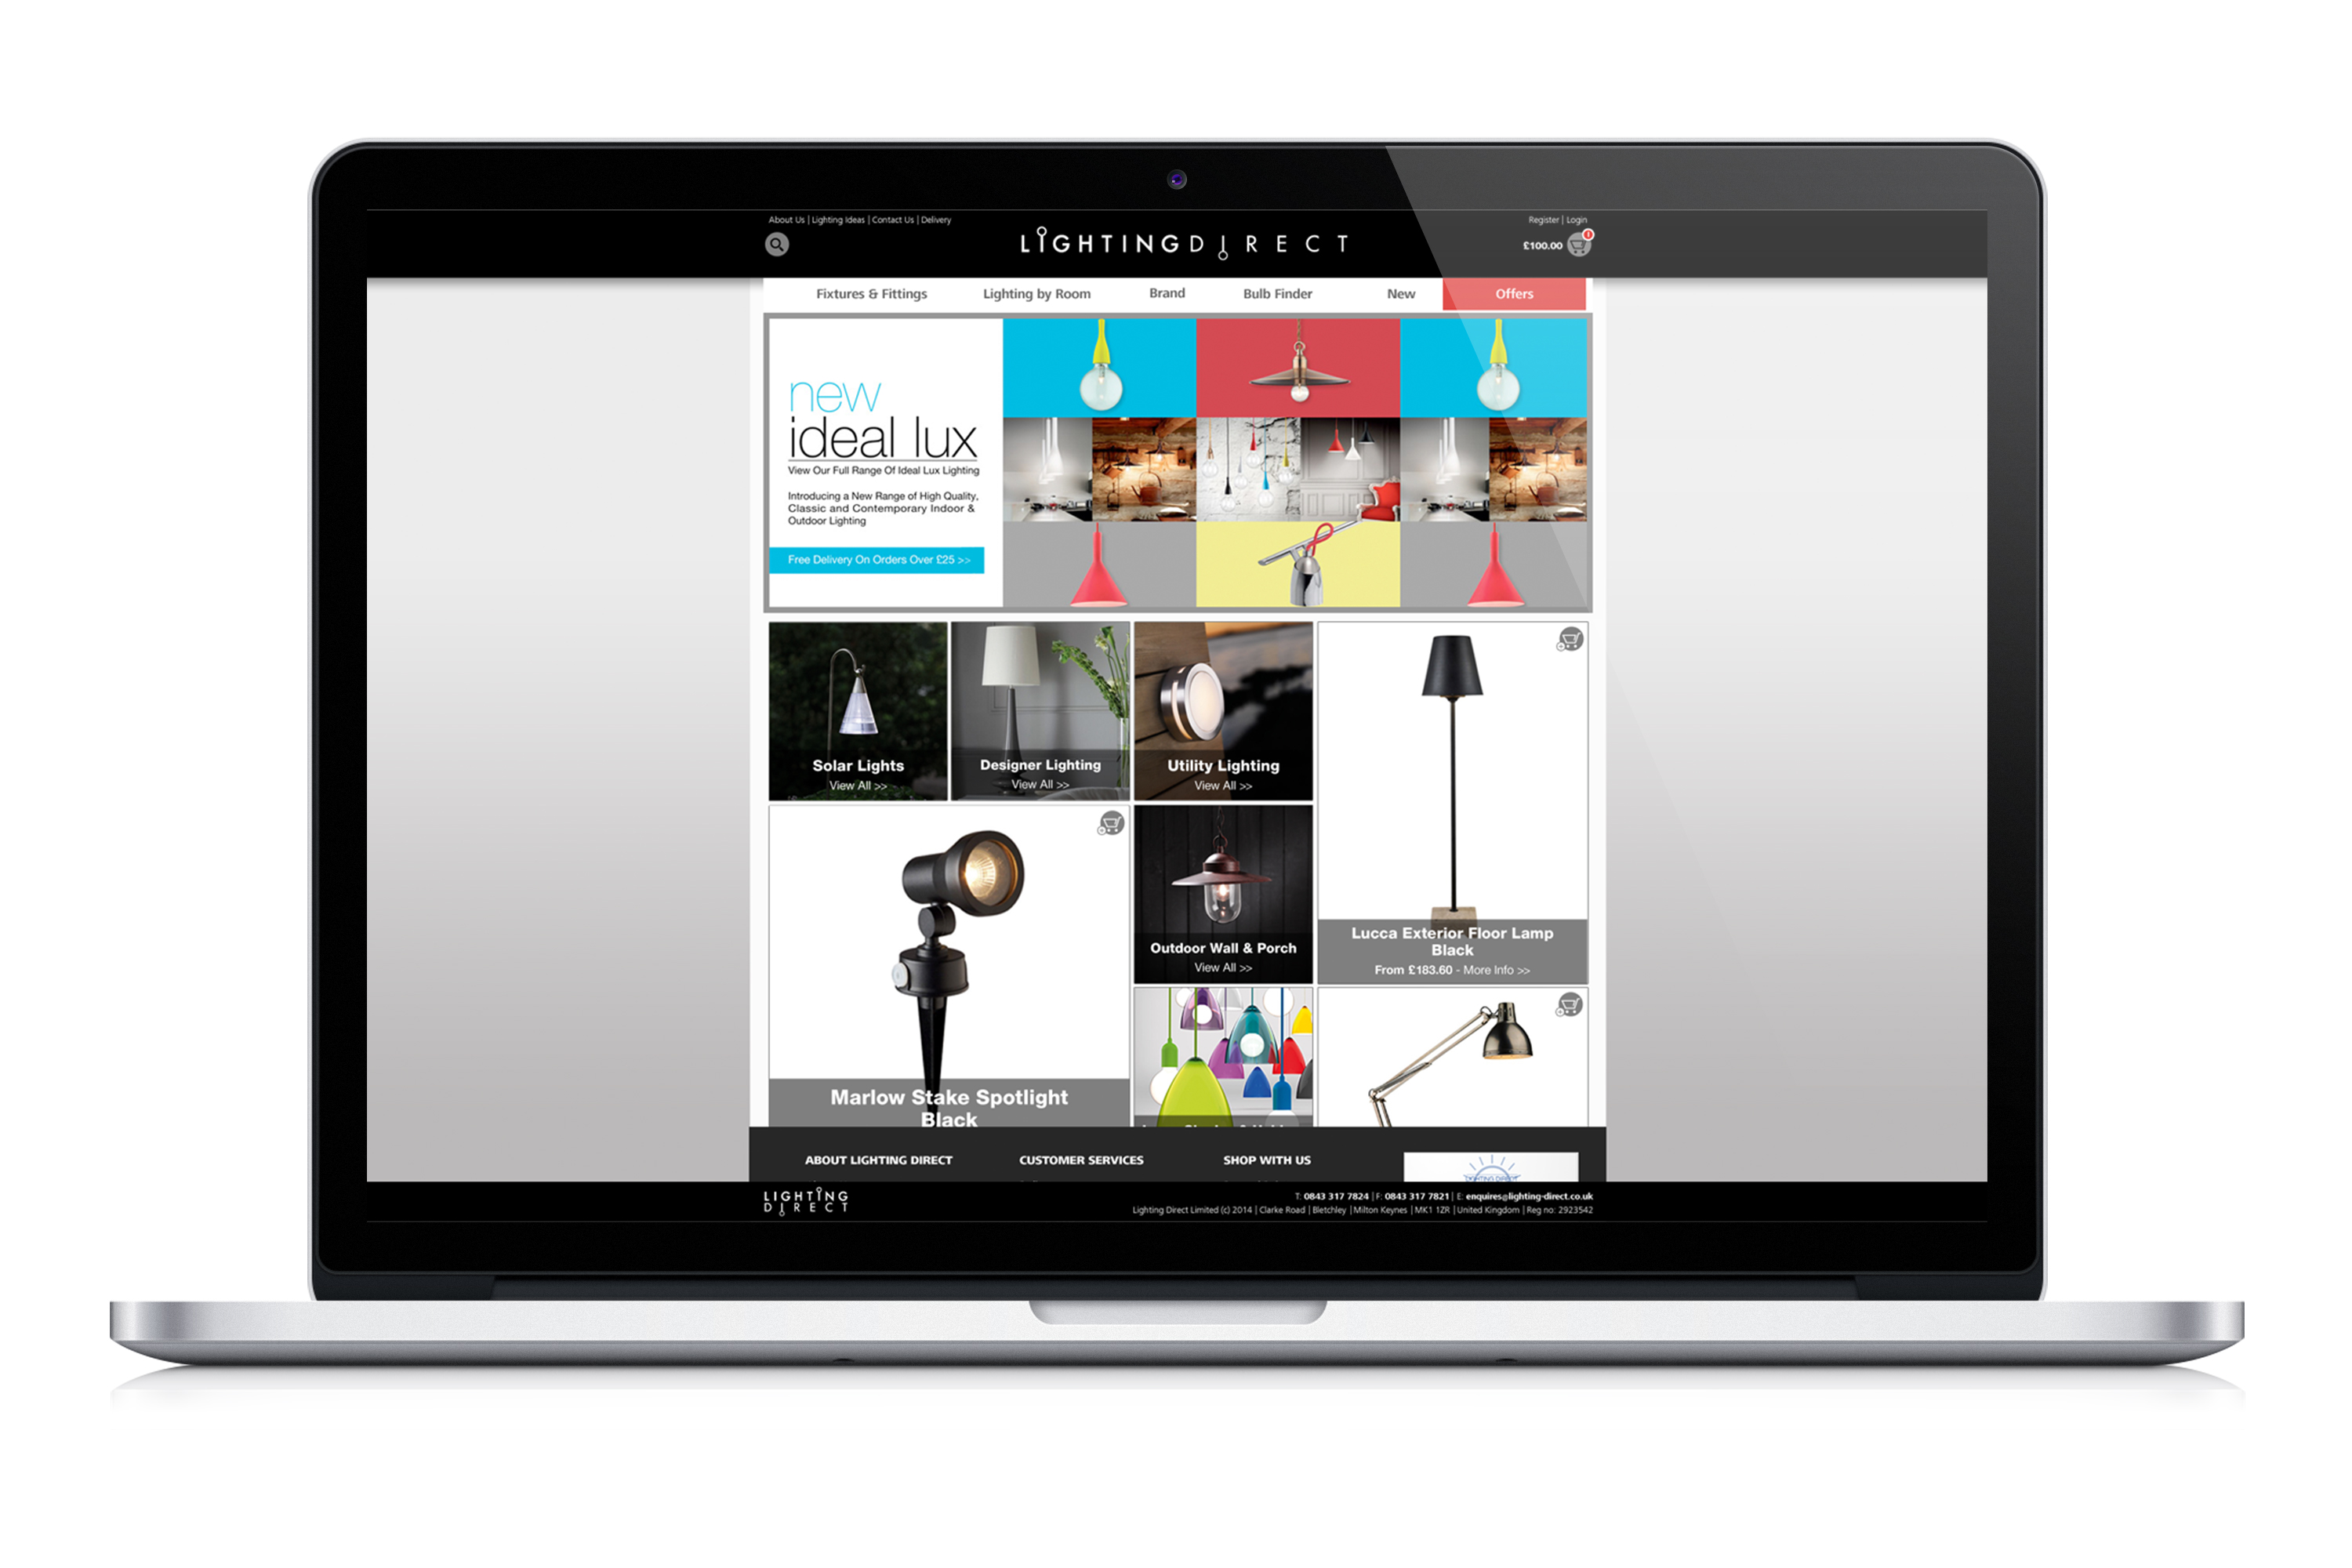 About Us | Lighting Ideas | Contact Us | Delivery
LIGHTINGDIRECT
Register | Login
£100.00
Fixtures & Fittings
Lighting by Room
Brand
Bulb Finder
New
Offers
new
ideal lux
View Our Full Range Of Ideal Lux Lighting
Introducing a New Range of High Quality,
Classic and Contemporary Indoor &
Outdoor Lighting
Free Delivery On Orders Over £25 >>
Solar Lights
View All >>
Designer Lighting
View All >>
Utility Lighting
View All >>
Lucca Exterior Floor Lamp
Black
From £183.60 - More Info >>
Outdoor Wall & Porch
View All >>
Marlow Stake Spotlight
Black
ABOUT LIGHTING DIRECT
CUSTOMER SERVICES
SHOP WITH US
LIGHTING DIRECT
LIGHTING
DIRECT
T: 0843 317 7824 | F: 0843 317 7821 | E: enquires@lighting-direct.co.uk
Lighting Direct Limited (c) 2014 | Clarke Road | Bletchley | Milton Keynes | MK1 1ZR | United Kingdom | Reg no: 2923542